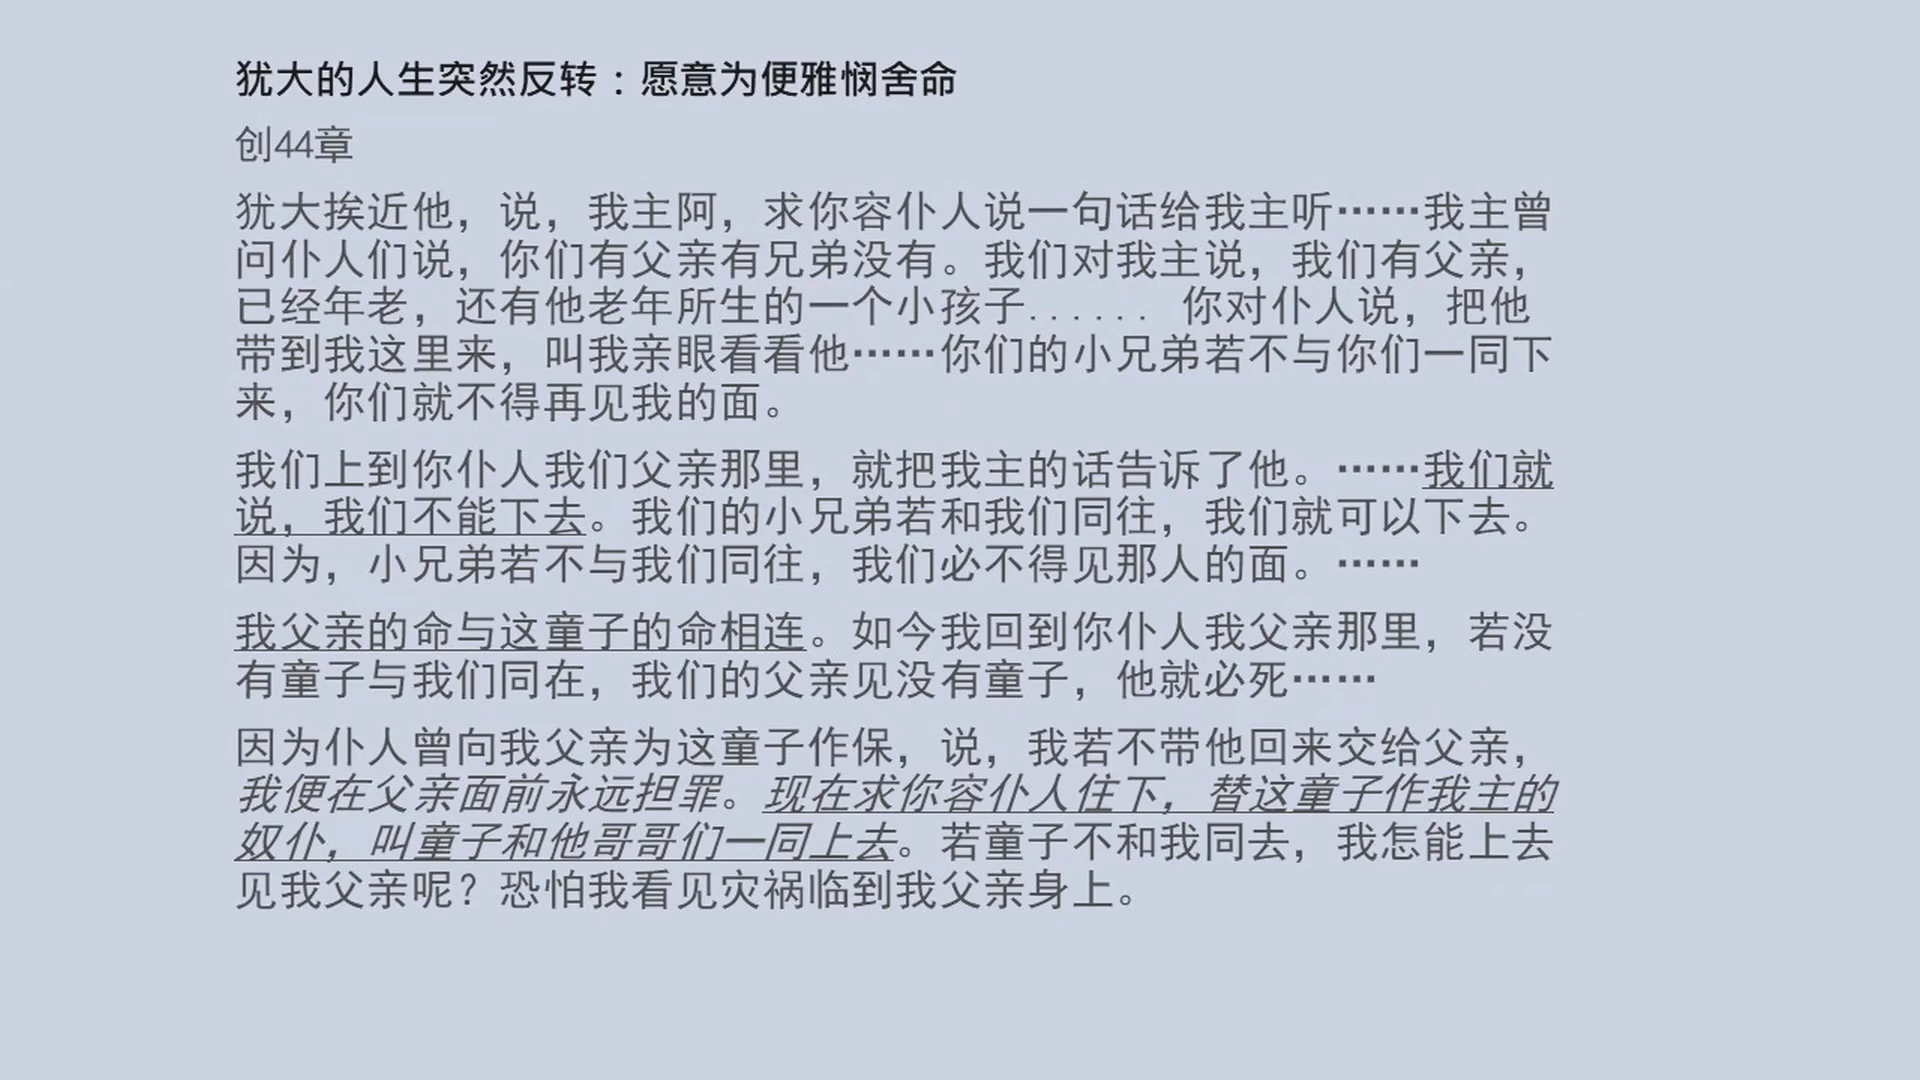 犹大的人生突然反转：愿意为便雅悯舍命
创44章
犹大挨近他，说，我主阿，求你容仆人说一句话给我主听……我主曾
问仆人们说，你们有父亲有兄弟没有。我们对我主说，我们有父亲，
已经年老，还有他老年所生的一个小孩子...... 你对仆人说，把他
带到我这里来，叫我亲眼看看他……你们的小兄弟若不与你们一同下
来，你们就不得再见我的面。
我们上到你仆人我们父亲那里，就把我主的话告诉了他。……我们就
说，我们不能下去。我们的小兄弟若和我们同往，我们就可以下去。
因为，小兄弟若不与我们同往，我们必不得见那人的面。……
我父亲的命与这童子的命相连。如今我回到你仆人我父亲那里，若没
有童子与我们同在，我们的父亲见没有童子，他就必死……
因为仆人曾向我父亲为这童子作保，说，我若不带他回来交给父亲，
我便在父亲面前永远担罪。现在求你容仆人住下，替这童子作我主的
奴仆，叫童子和他哥哥们一同上去。若童子不和我同去，我怎能上去
见我父亲呢？恐怕我看见灾祸临到我父亲身上。